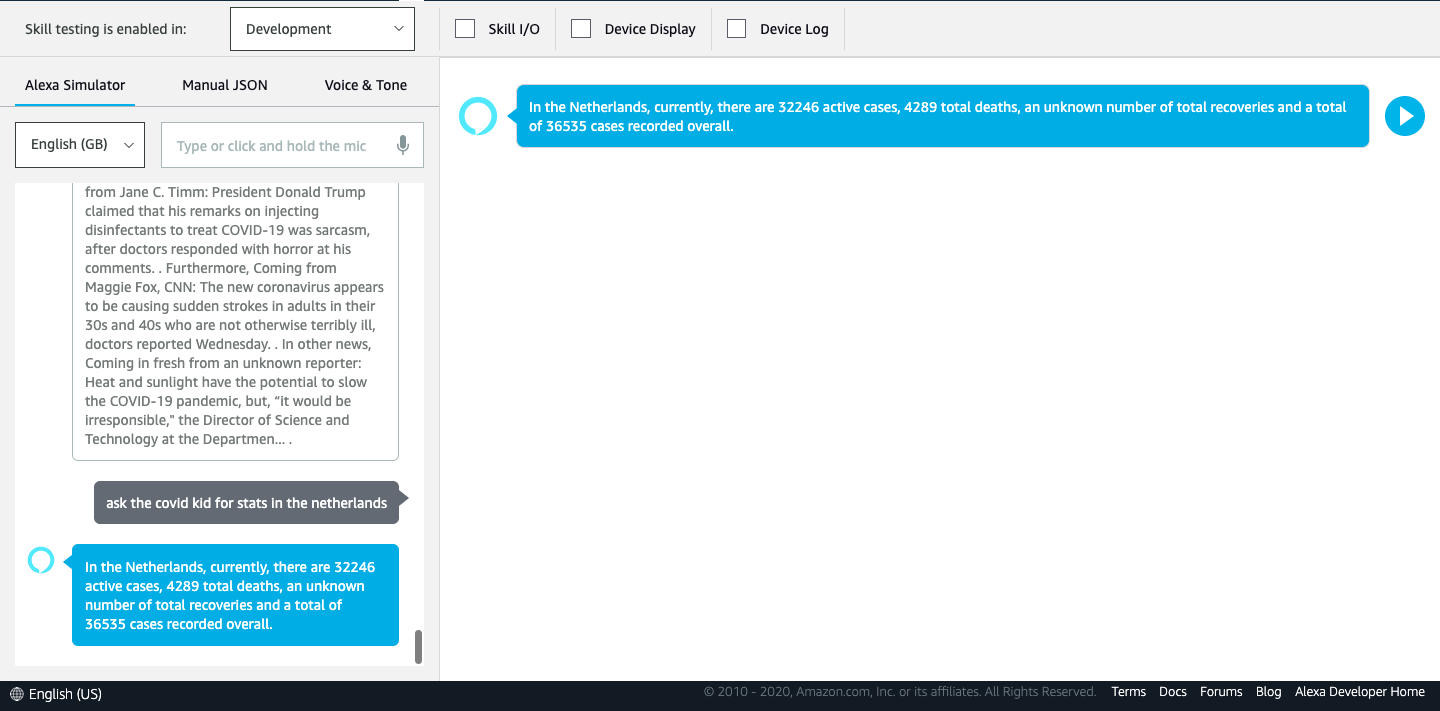 Skill testing is enabled in:
Development
Skill I/O
Device Display
Device Log
Alexa Simulator
Manual JSON
Voice & Tone
English (GB)
Type or click and hold the mic
from Jane C. Timm: President Donald Trump
claimed that his remarks on injecting
disinfectants to treat COVID-19 was sarcasm,
after doctors responded with horror at his
comments. . Furthermore, Coming from
Maggie Fox, CNN: The new coronavirus appears
to be causing sudden strokes in adults in their
30s and 40s who are not otherwise terribly ill,
doctors reported Wednesday. . In other news,
Coming in fresh from an unknown reporter:
Heat and sunlight have the potential to slow
the COVID-19 pandemic, but, “it would be
irresponsible," the Director of Science and
Technology at the Departmen... .
ask the covid kid for stats in the netherlands
In the Netherlands, currently, there are 32246
active cases, 4289 total deaths, an unknown
number of total recoveries and a total of
36535 cases recorded overall.
In the Netherlands, currently, there are 32246 active cases, 4289 total deaths, an unknown number of total recoveries and a total
of 36535 cases recorded overall.
English (US)
© 2010 - 2020, Amazon.com, Inc. or its affiliates. All Rights Reserved.
Terms
Docs
Forums
Blog
Alexa Developer Home